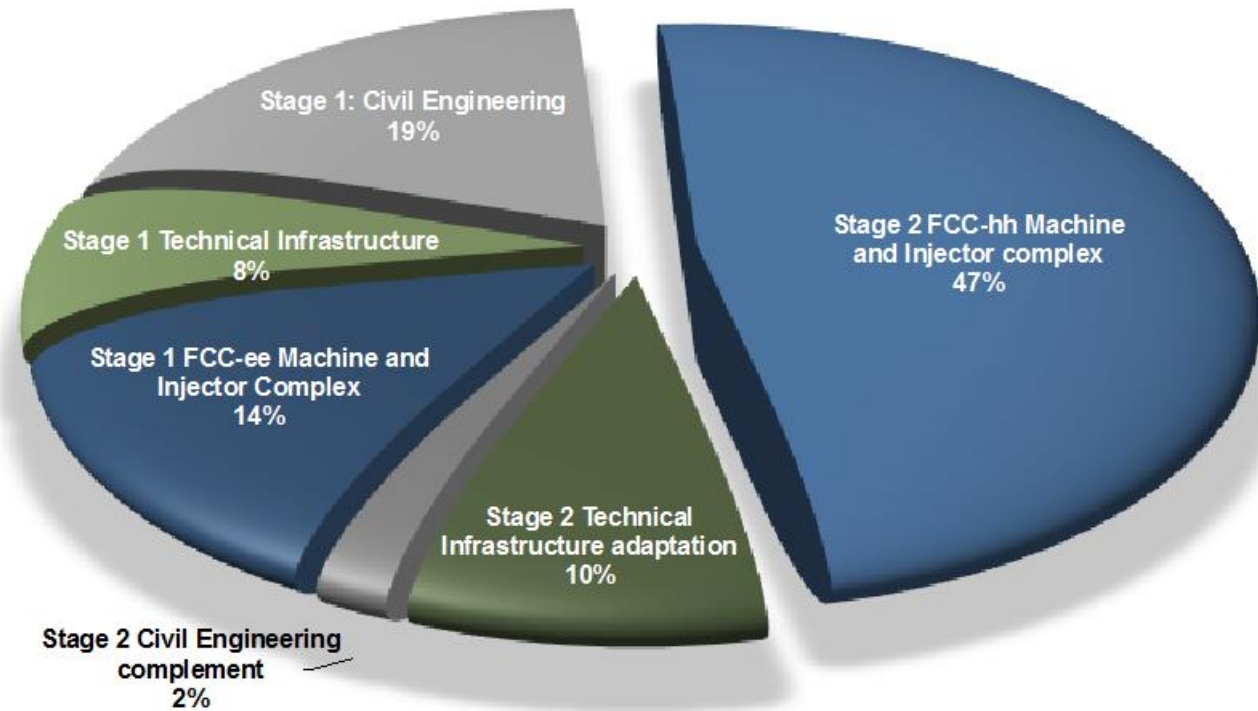 Stage 1: Civil Engineering
19%
Stage 2 FCC-hh Machine
and Injector complex
47%
Stage 1 Technical Infrastructure
8%
Stage 1 FCC-ee Machine and
Injector Complex
14%
Stage 2 Technical
Infrastructure adaptation
10%
Stage 2 Civil Engineering
complement
2%